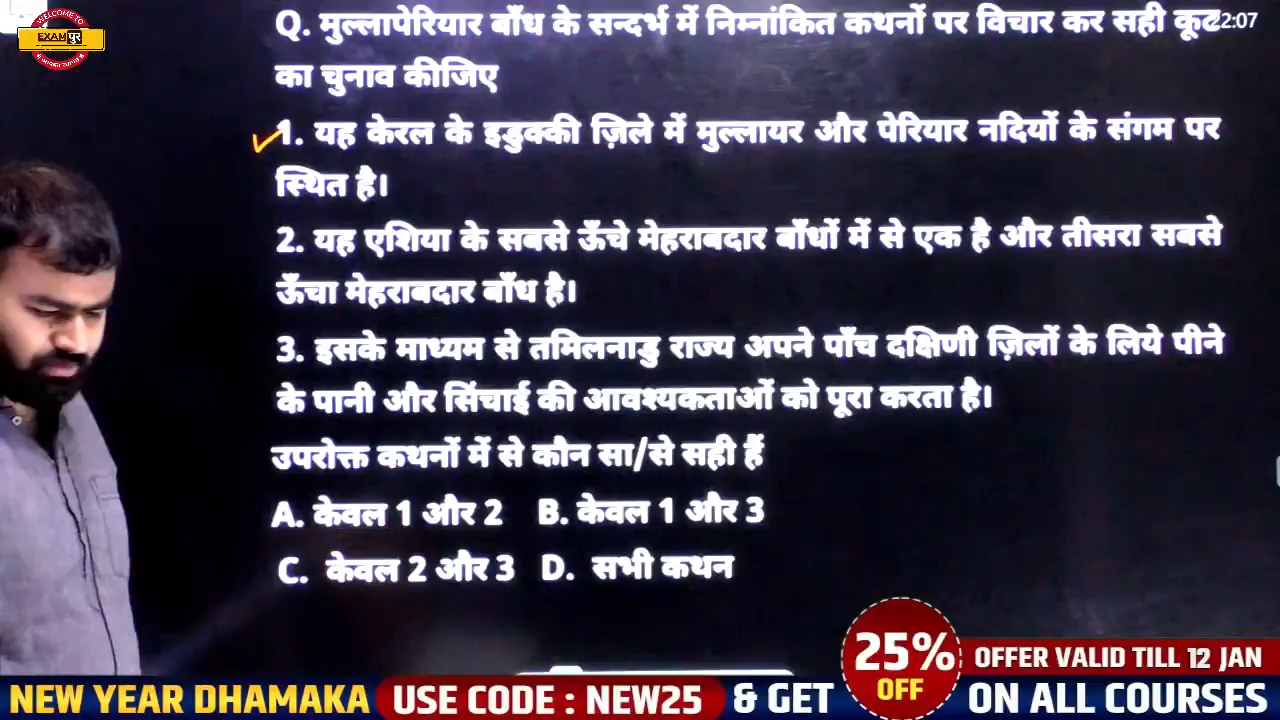 WELCOME TO
EXAMपुर
Q. मुल्लापेरियार बाँध के सन्दर्भ में निम्नांकित कथनों पर विचार कर सही कूट
22:07
का चुनाव कीजिए
1. यह केरल के इडुक्की ज़िले में मुल्लायर और पेरियार नदियों के संगम पर
स्थित है।
2. यह एशिया के सबसे ऊँचे मेहराबदार बाँधों में से एक है और तीसरा सबसे
ऊँचा मेहराबदार बाँध है।
3. इसके माध्यम से तमिलनाडु राज्य अपने पाँच दक्षिणी ज़िलों के लिये पीने
के पानी और सिंचाई की आवश्यकताओं को पूरा करता है।
उपरोक्त कथनों में से कौन सा/से सही हैं
A. केवल 1 और 2 B. केवल 1 और 3
C. केवल 2 और 3 D. सभी कथन
25%
OFF
OFFER VALID TILL 12 JAN
NEW YEAR DHAMAKA USE CODE : NEW25 & GET ON ALL COURSES